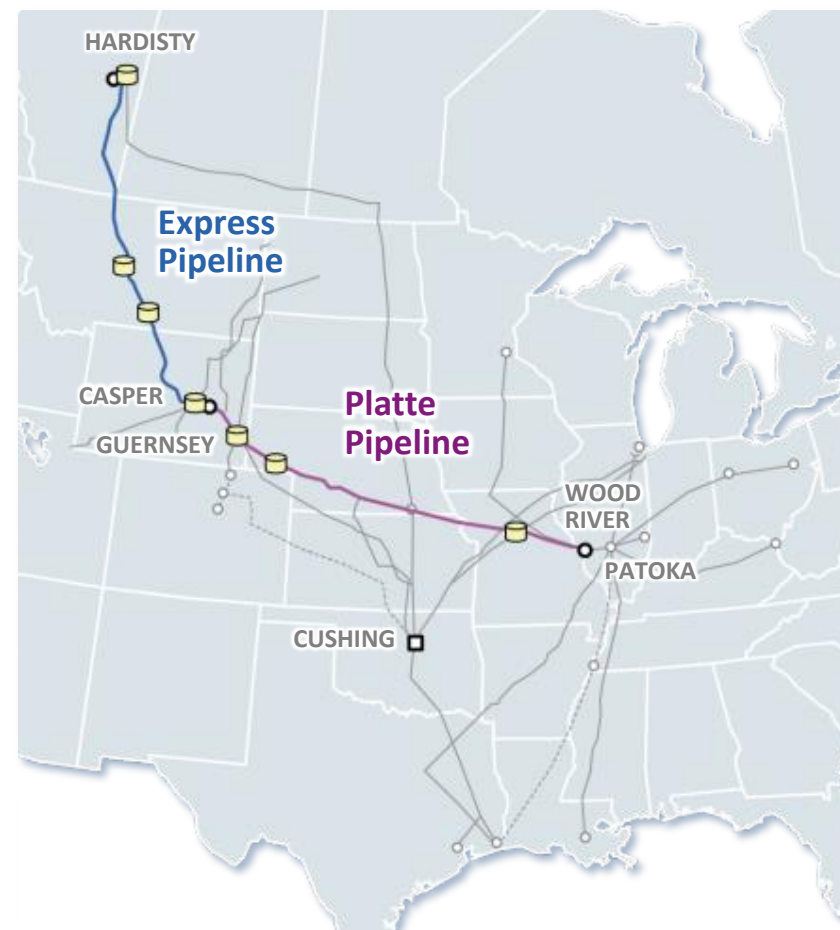 HARDISTY
Express
Pipeline
CASPER
GUERNSEY
Platte
Pipeline
WOOD
RIVER
PATOKA
CUSHING